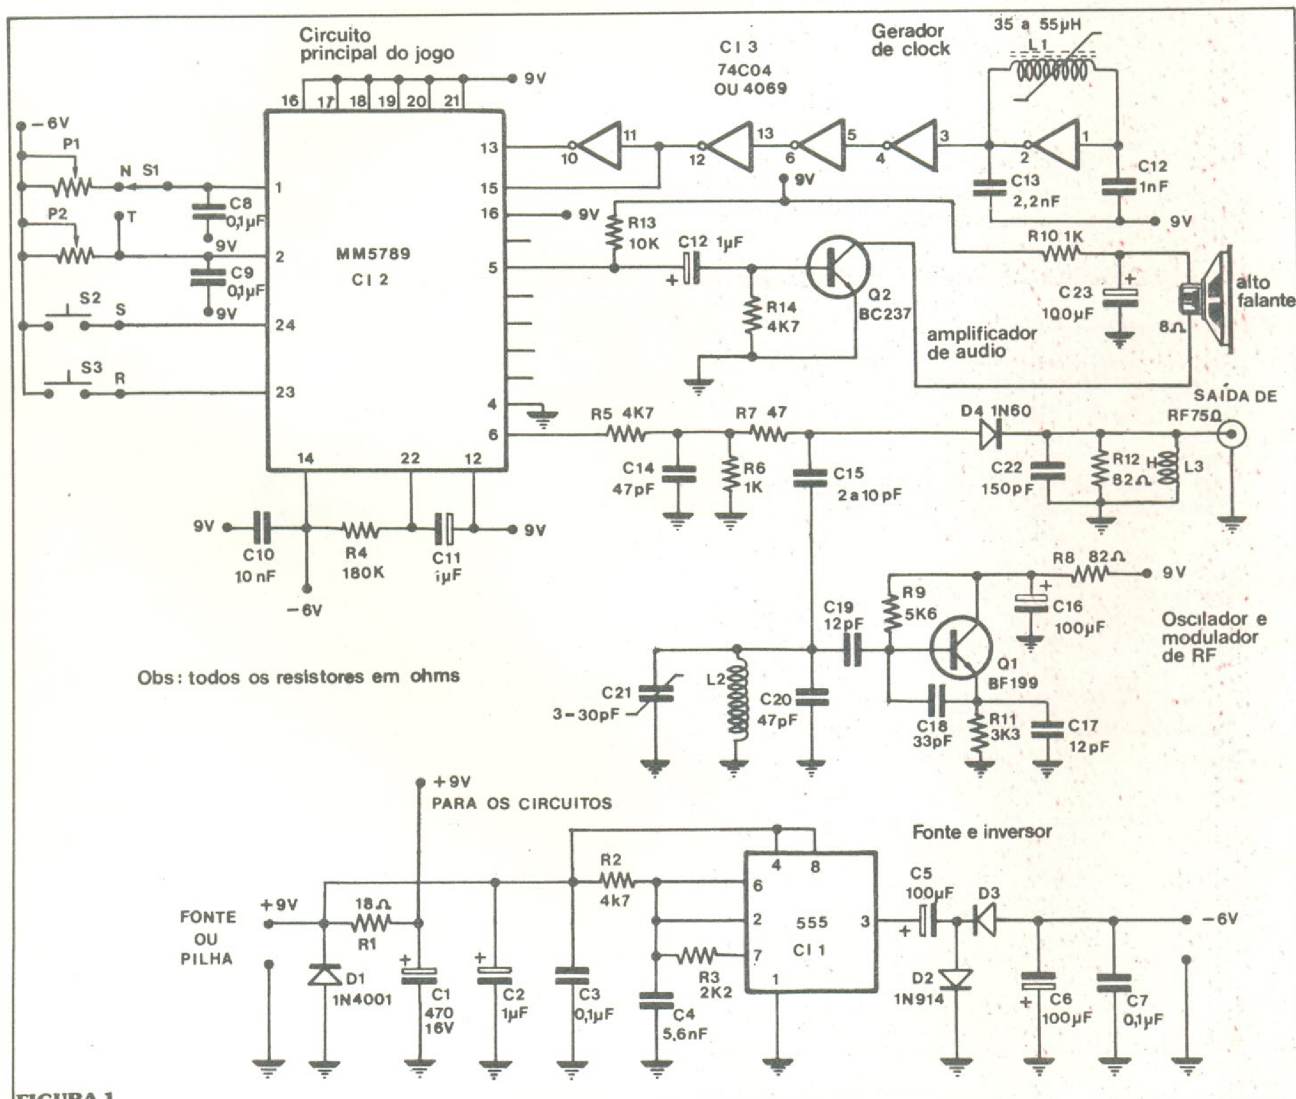 Circuito
principal do jogo
9V
16 17 18 19 20 21
CI3
74C04
OU 4069
Gerador
de clock
35 a 55µH
L1
-6V
P1
N S1
T
C8
0,1µF
9V
P2
C9
0,1µF
9V
S2
S
S3
R
1
2
24
23
MM5789
CI 2
13
15
16
5
4
6
14
22
12
9V
10
11
12
13
6
5
4
3
2
1
C13
2,2nF
C12
1nF
9V
9V
R13
10K
C12 1µF
+
R14
4K7
Q2
BC237
amplificador
de audio
R10 1K
+
C23
100µF
8Ω
alto
falante
SAÍDA DE
RF75Ω
R5 4K7
R7 47
C14
47pF
R6
1K
C15
2a10pF
D4 1N60
C22
150pF
R12
82Ω
H
L3
9V
C10
10nF
R4
180K
C11
iµF
9V
-6V
C19
12pF
R9
5K6
R8 82Ω
9V
+
C16
100µF
Oscilador e
modulador
de RF
Q1
BF199
Obs: todos os resistores em ohms
C21
3-30pF
L2
C20
47pF
C18
33pF
R11
3K3
C17
12pF
+9V
PARA OS CIRCUITOS
Fonte e inversor
FONTE
OU
PILHA
+9V
18Ω
R1
D1
1N4001
+
C1
470
16V
+
C2
1µF
C3
0,1µF
R2
4k7
R3
2K2
C4
5,6nF
4
8
6
2
7
1
3
555
CI 1
C5
100µF
+
D3
D2
1N914
+
C6
100µF
C7
0,1µF
-6V
FIGURA 1